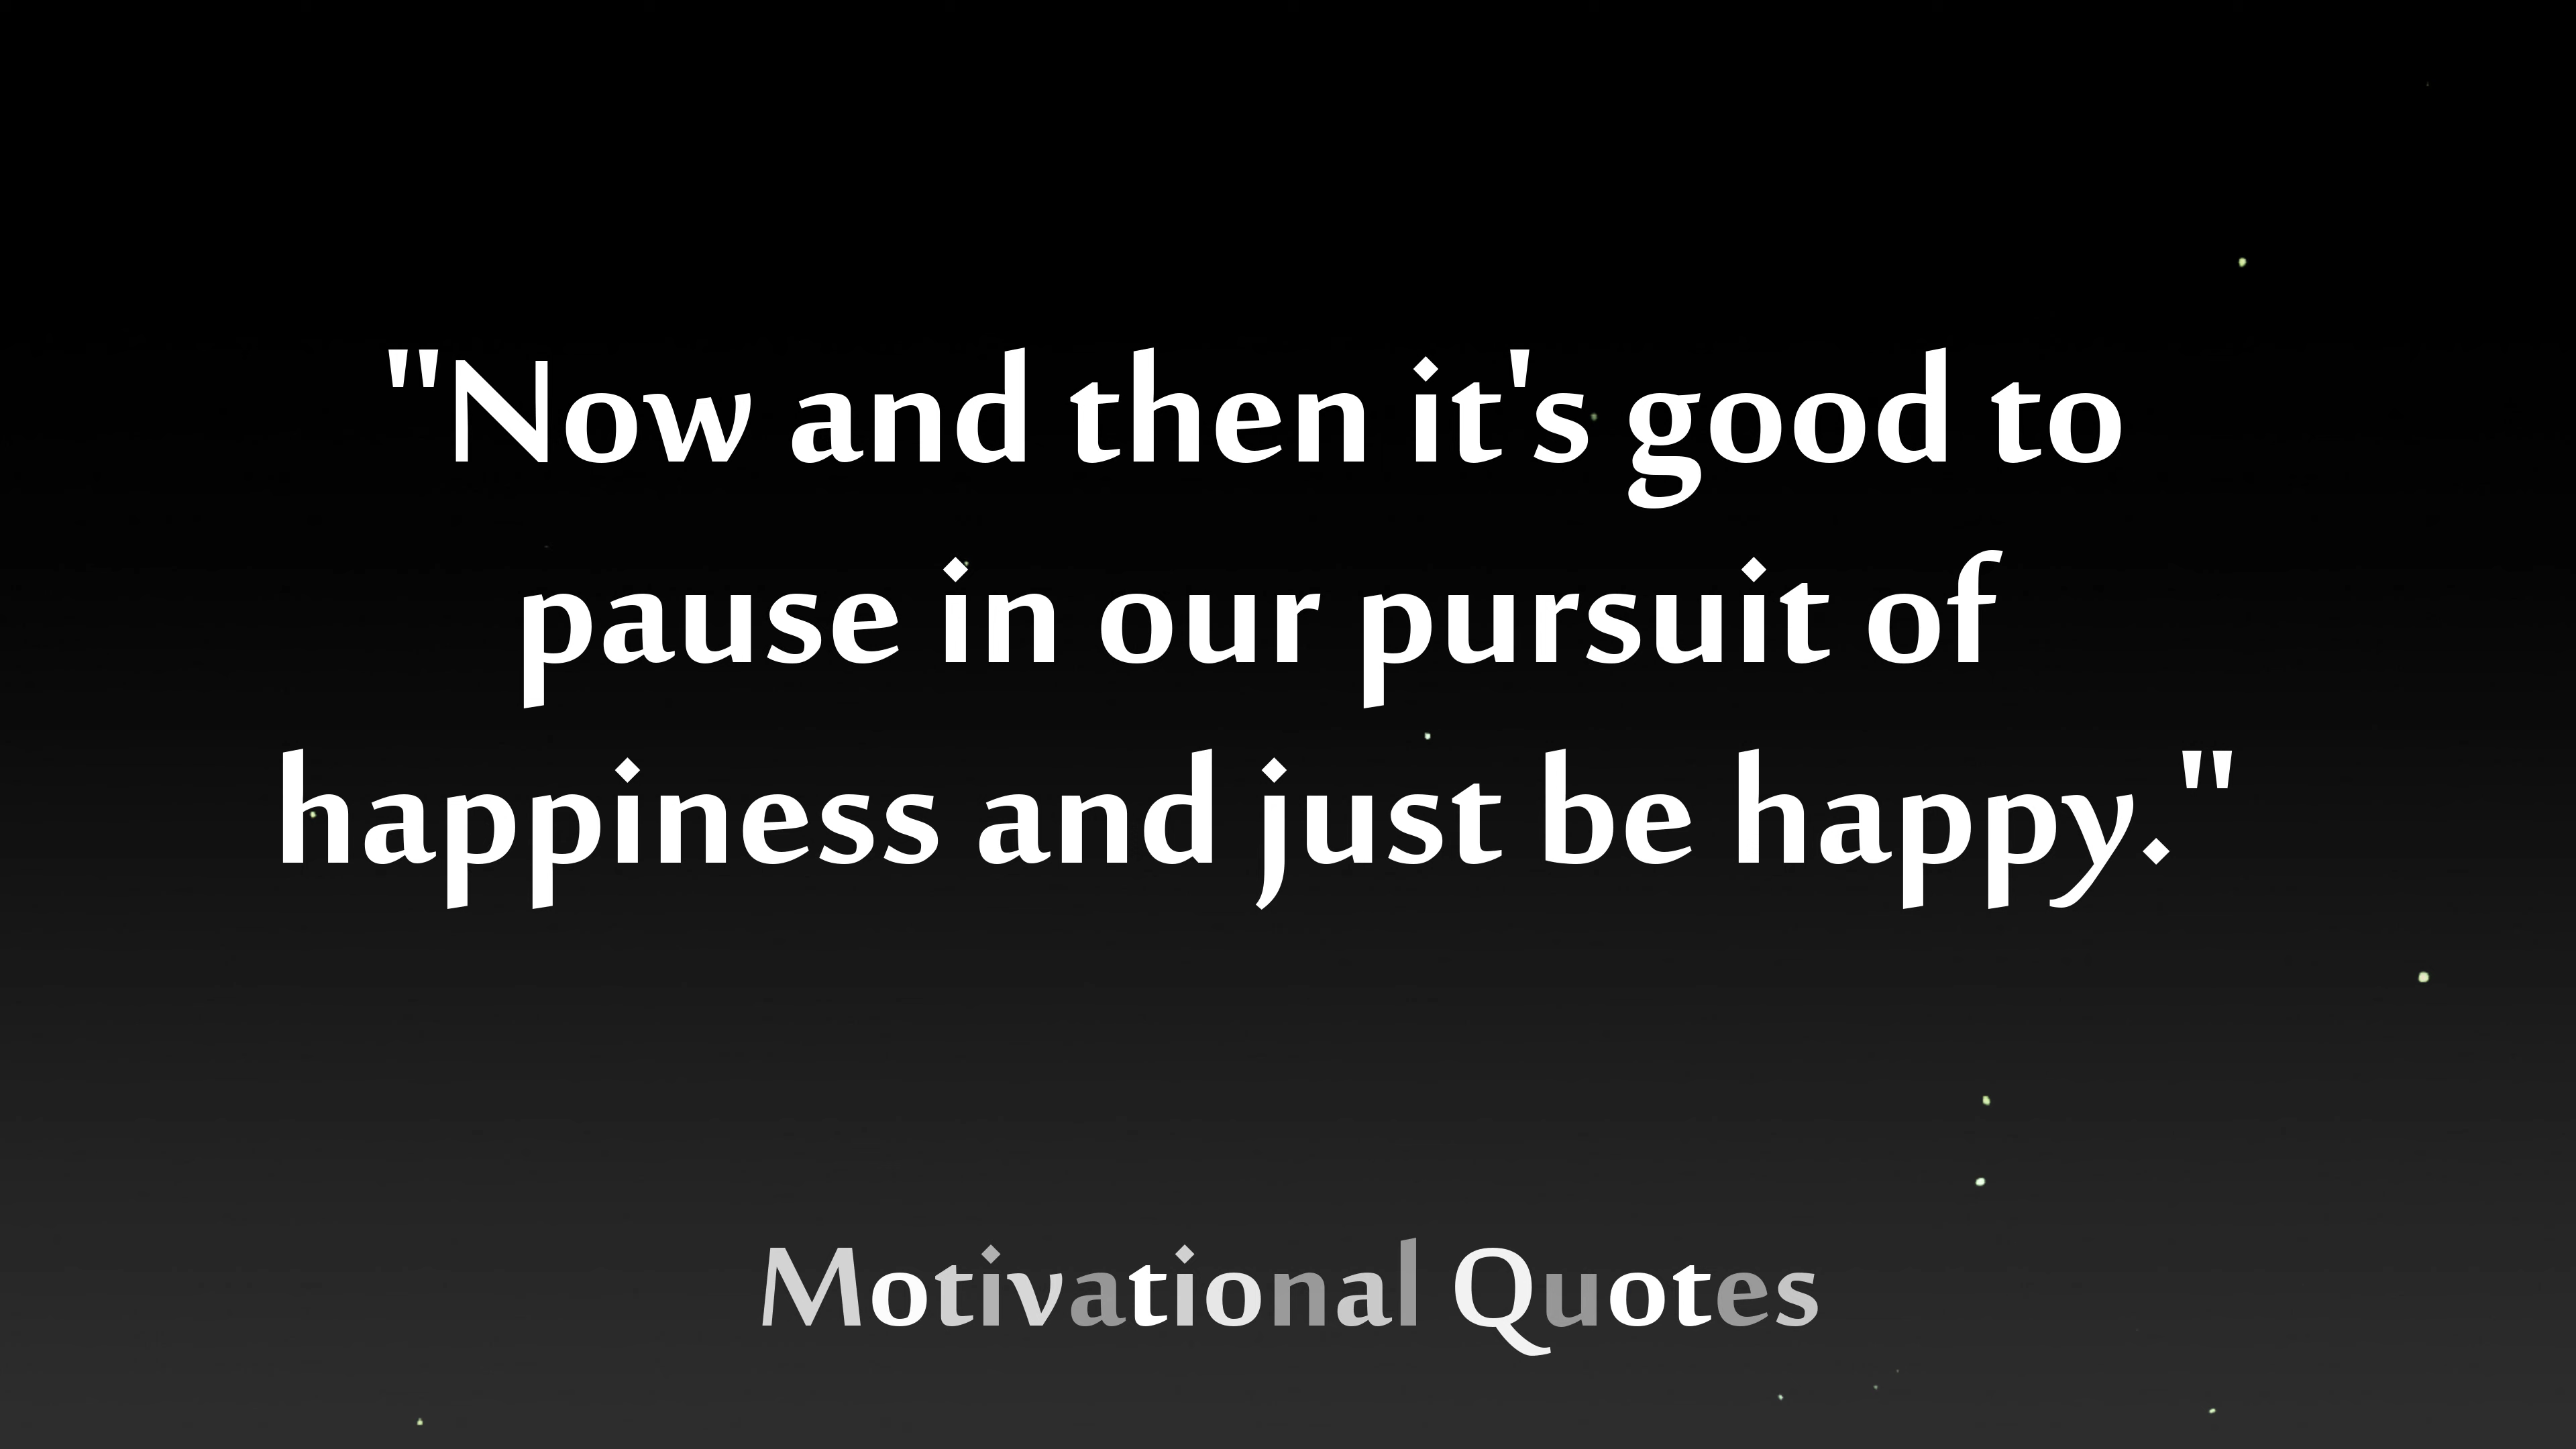 "Now and then it's good to
pause in our pursuit of
happiness and just be happy."
Motivational Quotes